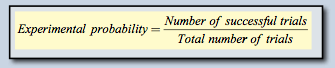 Experimental probability = Number of successful trials / Total number of trials